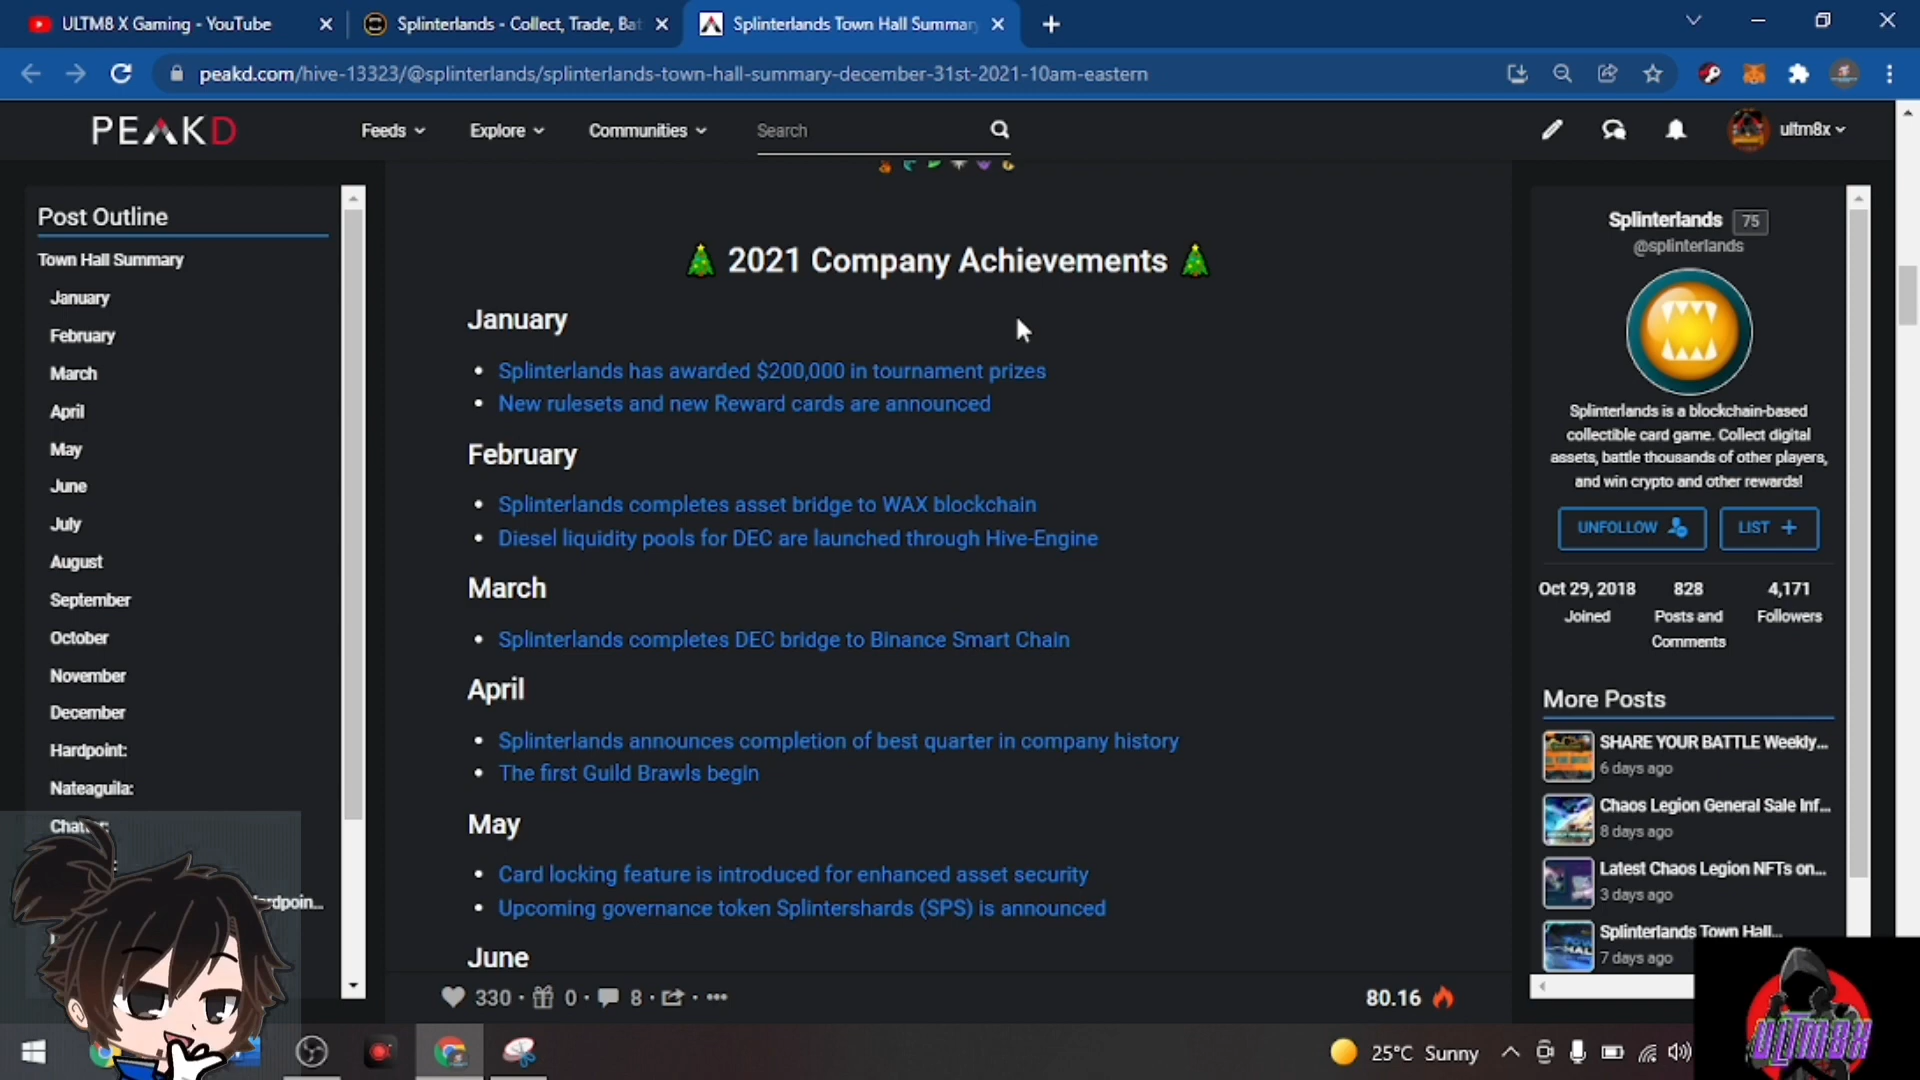 ULTM8 X Gaming - YouTube
Splinterlands - Collect, Trade, Bat
Splinterlands Town Hall Summar
peakd.com/hive-13323/@splinterlands/splinterlands-town-hall-summary-december-31st-2021-10am-eastern
PEAKD
Feeds
Explore
Communities
Search
ultm8x
Post Outline
Town Hall Summary
January
February
March
April
May
June
July
August
September
October
November
December
Hardpoint:
Nateaguila:
2021 Company Achievements
January
Splinterlands has awarded $200,000 in tournament prizes
New rulesets and new Reward cards are announced
February
Splinterlands completes asset bridge to WAX blockchain
Diesel liquidity pools for DEC are launched through Hive-Engine
March
Splinterlands completes DEC bridge to Binance Smart Chain
April
Splinterlands announces completion of best quarter in company history
The first Guild Brawls begin
May
Card locking feature is introduced for enhanced asset security
Upcoming governance token Splintershards (SPS) is announced
June
330 · 0 · 8 ·
80.16
Splinterlands 75
@splinterlands
Splinterlands is a blockchain-based
collectible card game. Collect digital
assets, battle thousands of other players,
and win crypto and other rewards!
UNFOLLOW
LIST +
Oct 29, 2018 828 4,171
Joined Posts and Followers
Comments
More Posts
SHARE YOUR BATTLE Weekly...
6 days ago
Chaos Legion General Sale Inf...
8 days ago
Latest Chaos Legion NFTs on...
3 days ago
Splinterlands Town Hall...
7 days ago
25°C Sunny
ULTM8X